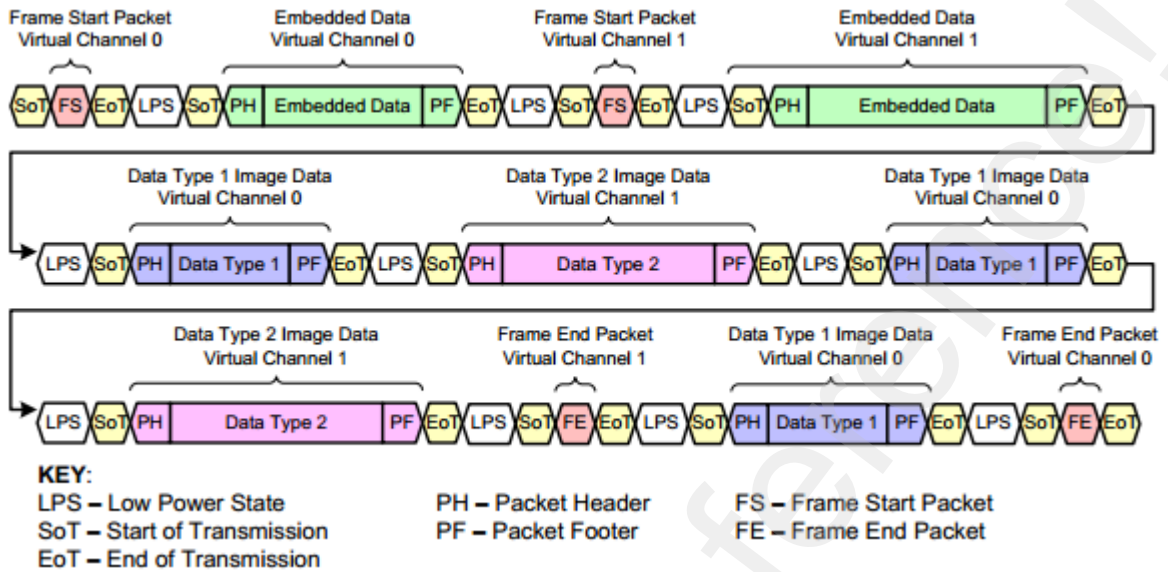 Frame Start Packet
Virtual Channel 0
Embedded Data
Virtual Channel 0
Frame Start Packet
Virtual Channel 1
Embedded Data
Virtual Channel 1
SoT FS EoT LPS SoT PH Embedded Data PF EoT LPS SoT FS EoT LPS SoT PH Embedded Data PF EoT
Data Type 1 Image Data
Virtual Channel 0
Data Type 2 Image Data
Virtual Channel 1
Data Type 1 Image Data
Virtual Channel 0
LPS SoT PH Data Type 1 PF EoT LPS SoT PH Data Type 2 PF EoT LPS SoT PH Data Type 1 PF EoT
Data Type 2 Image Data
Virtual Channel 1
Frame End Packet
Virtual Channel 1
Data Type 1 Image Data
Virtual Channel 0
Frame End Packet
Virtual Channel 0
LPS SoT PH Data Type 2 PF EoT LPS SoT FE EoT LPS SoT PH Data Type 1 PF EoT LPS SoT FE EoT
KEY:
LPS – Low Power State
PH – Packet Header
FS – Frame Start Packet
SoT – Start of Transmission
PF – Packet Footer
FE – Frame End Packet
EoT – End of Transmission